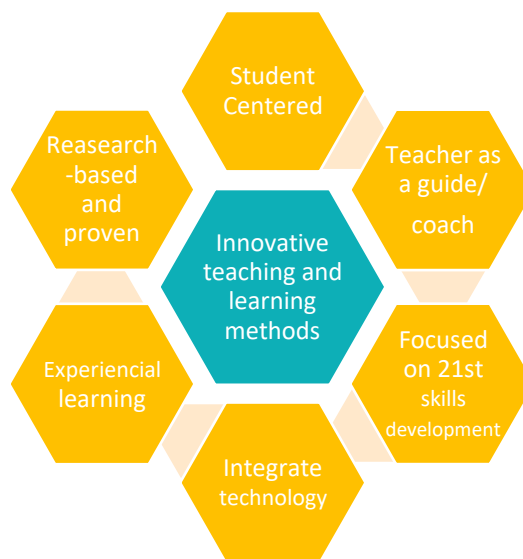 Student
Centered
Teacher as
a guide/
coach
Focused
on 21st
skills
development
Integrate
technology
Experiencial
learning
Reasearch
-based
and
proven
Innovative
teaching and
learning
methods